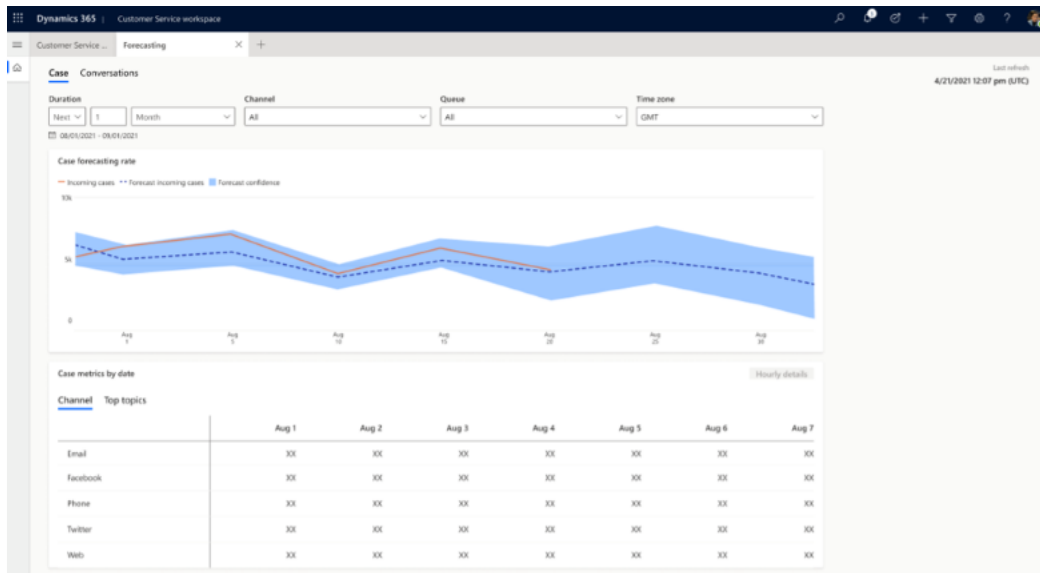 Dynamics 365 | Customer Service workspace 1
Customer Service ... Forecasting
Case Conversations
Last refresh
4/21/2021 12:07 pm (UTC)
Duration Channel Queue Time zone
Next 1 Month All All GMT
08/01/2021 - 09/01/2021
Case forecasting rate
Incoming cases Forecast incoming cases Forecast confidence
10k
5k
0
Aug Aug Aug Aug Aug Aug Aug
1 5 10 15 20 25 30
Case metrics by date Hourly details
Channel Top topics
Aug 1 Aug 2 Aug 3 Aug 4 Aug 5 Aug 6 Aug 7
Email XX XX XX XX XX XX XX
Facebook XX XX XX XX XX XX XX
Phone XX XX XX XX XX XX XX
Twitter XX XX XX XX XX XX XX
Web XX XX XX XX XX XX XX